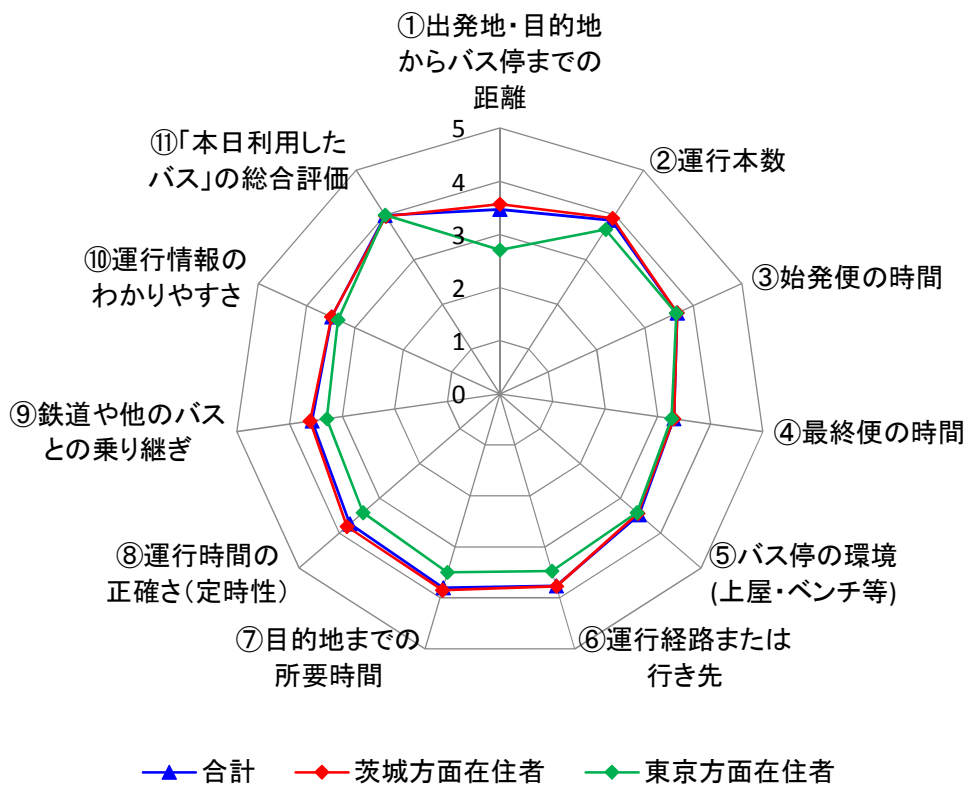 ①出発地・目的地
からバス停までの
距離
②運行本数
③始発便の時間
④最終便の時間
⑤バス停の環境
(上屋・ベンチ等)
⑥運行経路または
行き先
⑦目的地までの
所要時間
⑧運行時間の
正確さ(定時性)
⑨鉄道や他のバス
との乗り継ぎ
⑩運行情報の
わかりやすさ
⑪「本日利用した
バス」の総合評価
5
4
3
2
1
0
合計 茨城方面在住者 東京方面在住者